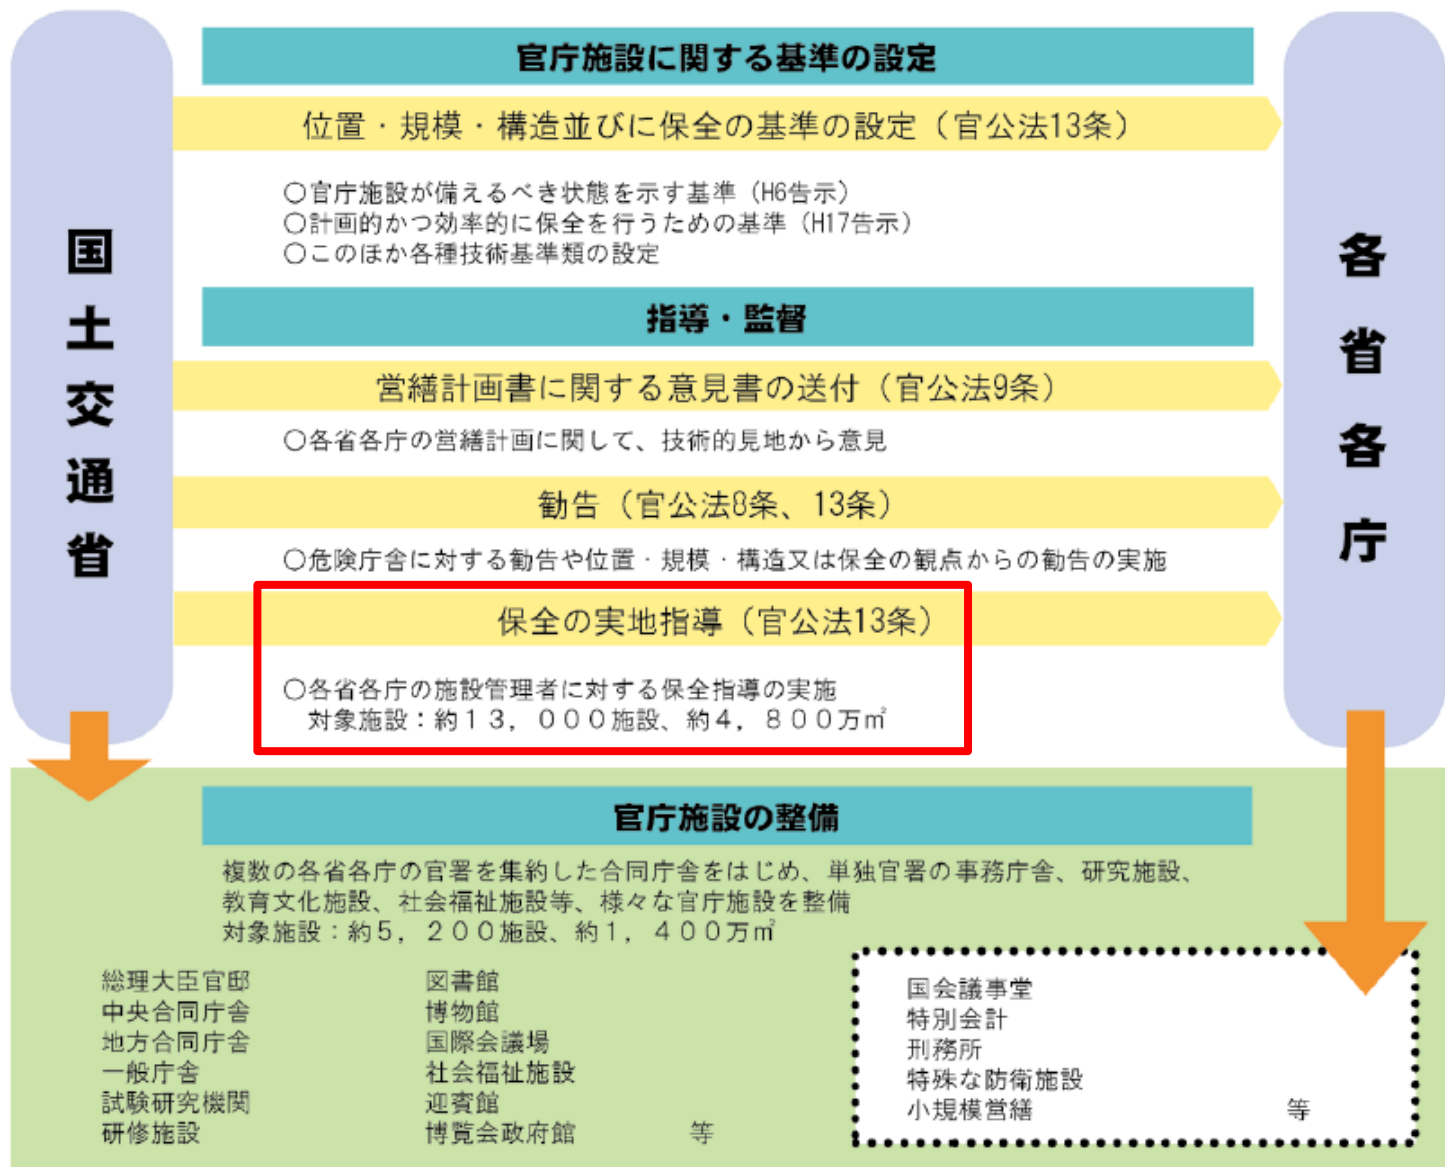 国土交通省
各省各庁
官庁施設に関する基準の設定
位置・規模・構造並びに保全の基準の設定（官公法13条）
○官庁施設が備えるべき状態を示す基準（H6告示）
○計画的かつ効率的に保全を行うための基準（H17告示）
○このほか各種技術基準類の設定
指導・監督
営繕計画書に関する意見書の送付（官公法9条）
○各省各庁の営繕計画に関して、技術的見地から意見
勧告（官公法8条、13条）
○危険庁舎に対する勧告や位置・規模・構造又は保全の観点からの勧告の実施
保全の実地指導（官公法13条）
○各省各庁の施設管理者に対する保全指導の実施
対象施設：約１３，０００施設、約４，８００万㎡
官庁施設の整備
複数の各省各庁の官署を集約した合同庁舎をはじめ、単独官署の事務庁舎、研究施設、
教育文化施設、社会福祉施設等、様々な官庁施設を整備
対象施設：約５，２００施設、約１，４００万㎡
総理大臣官邸
中央合同庁舎
地方合同庁舎
一般庁舎
試験研究機関
研修施設
図書館
博物館
国際会議場
社会福祉施設
迎賓館
博覧会政府館 等
国会議事堂
特別会計
刑務所
特殊な防衛施設
小規模営繕 等